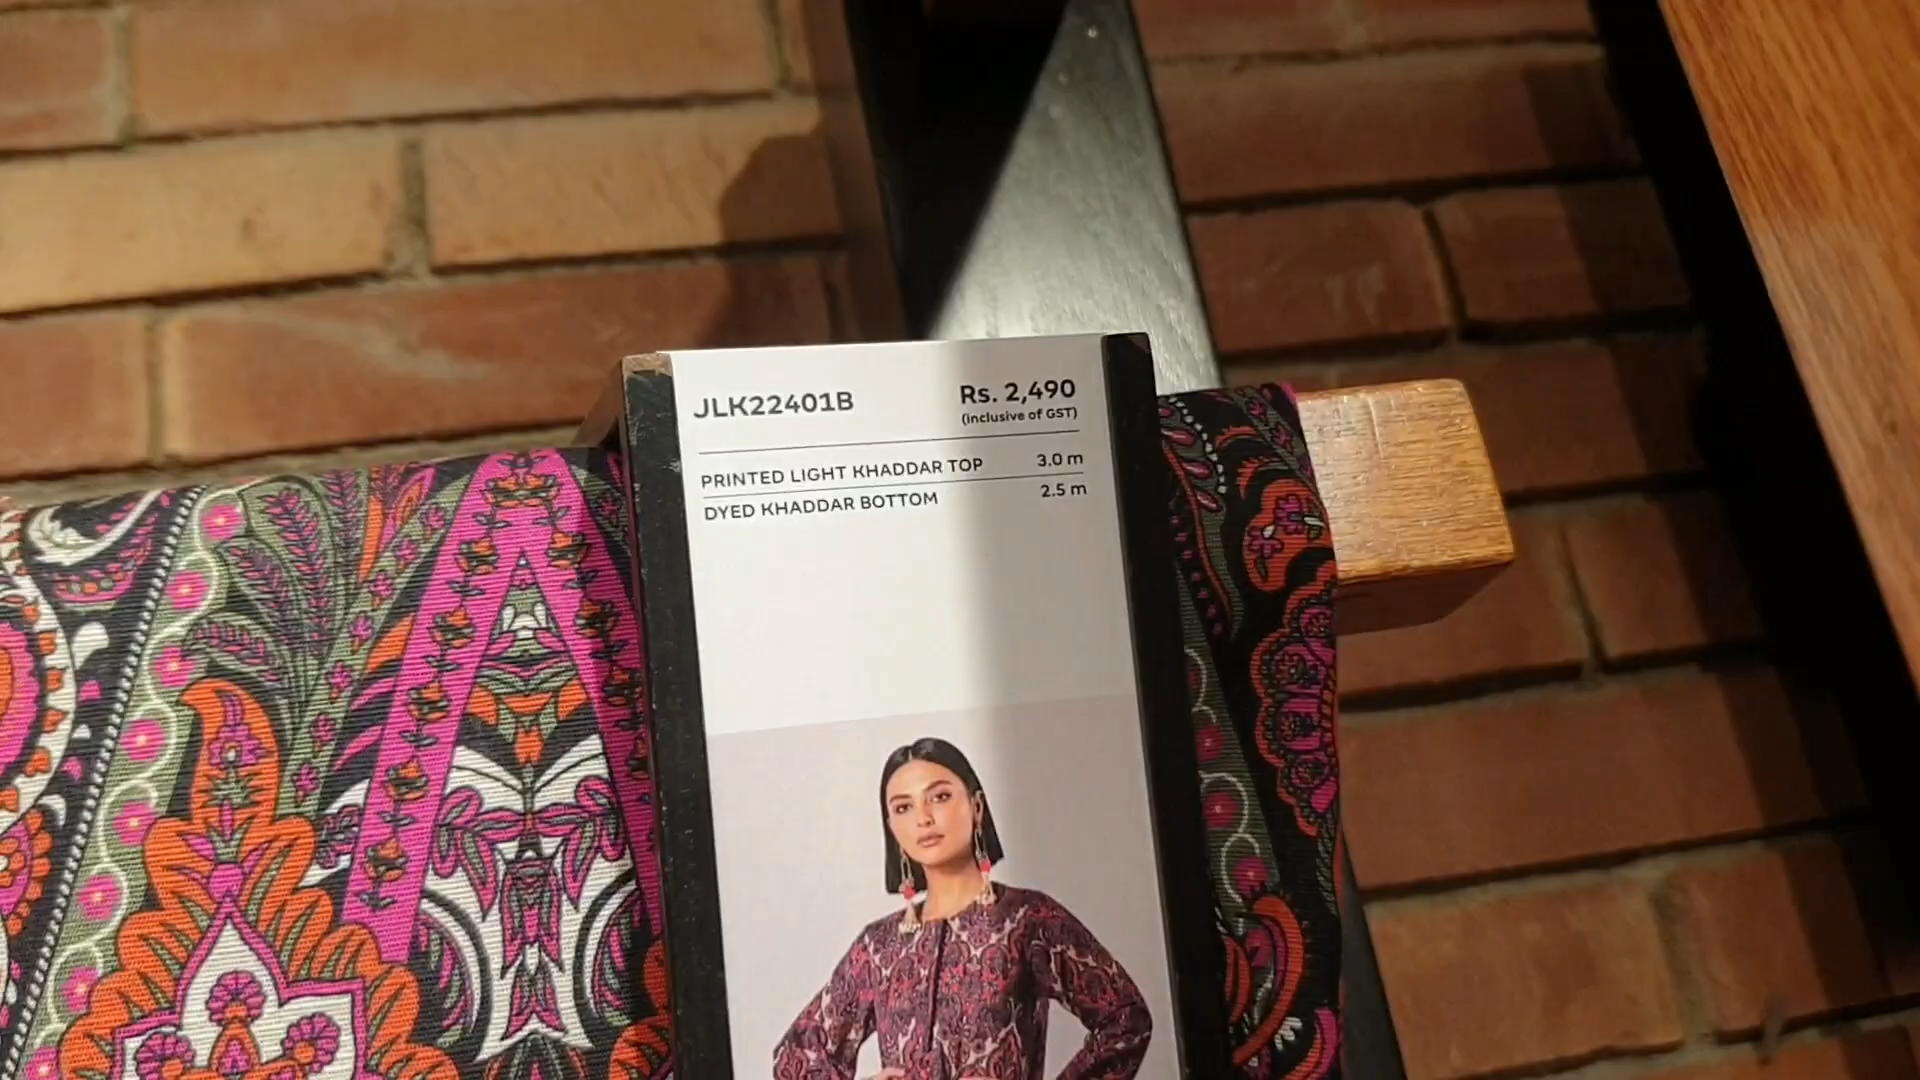 JLK22401B Rs. 2,490
(inclusive of GST)
PRINTED LIGHT KHADDAR TOP 3.0 m
DYED KHADDAR BOTTOM 2.5 m